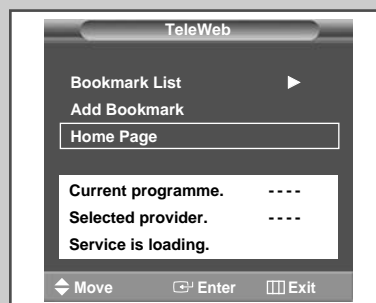 TeleWeb
Bookmark List
Add Bookmark
Home Page
Current programme. - - - -
Selected provider. - - - -
Service is loading.
Move Enter Exit